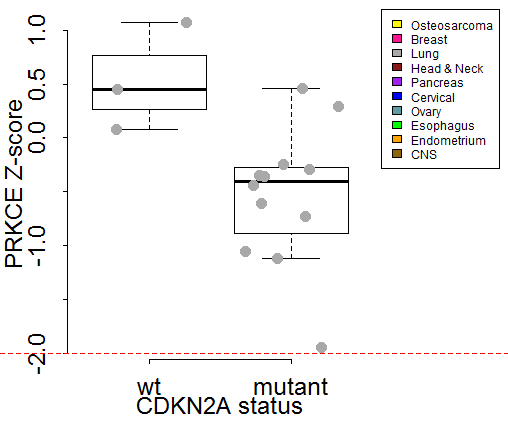 PRKCE Z-score
1.0
0.5
0.0
-1.0
-2.0
wt mutant
CDKN2A status
Osteosarcoma
Breast
Lung
Head & Neck
Pancreas
Cervical
Ovary
Esophagus
Endometrium
CNS